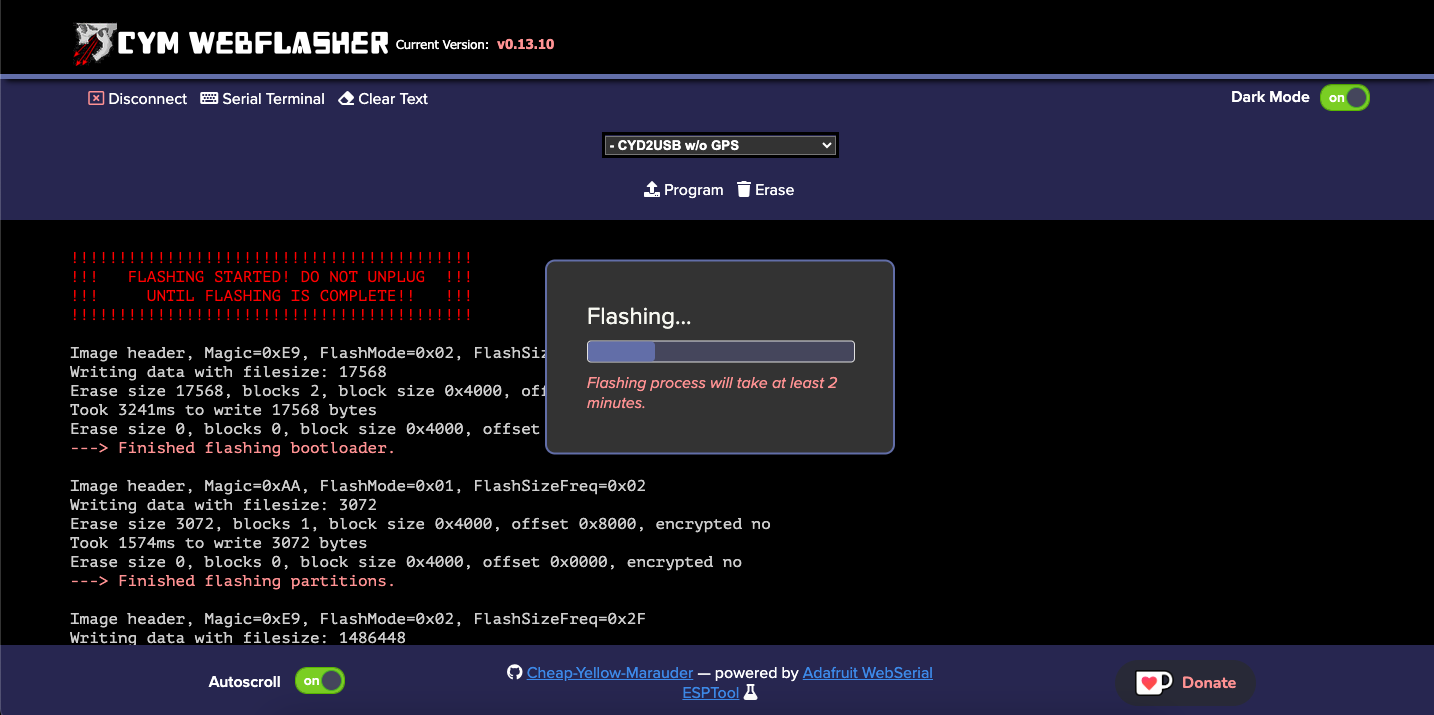 CYM WEBFLASHER Current Version: v0.13.10
Disconnect Serial Terminal Clear Text Dark Mode on
- CYD2USB w/o GPS
Program Erase
!!!!!!!!!!!!!!!!!!!!!!!!!!!!!!!!!!!!!!!!!!
!!!   FLASHING STARTED! DO NOT UNPLUG  !!!
!!!     UNTIL FLASHING IS COMPLETE!!   !!!
!!!!!!!!!!!!!!!!!!!!!!!!!!!!!!!!!!!!!!!!!!
Image header, Magic=0xE9, FlashMode=0x02,
Writing data with filesize: 17568
Erase size 17568, blocks 2, block size 0x4000,
Took 3241ms to write 17568 bytes
Erase size 0, blocks 0, block size 0x4000, offset
---> Finished flashing bootloader.
Flashing...
Flashing process will take at least 2
minutes.
Image header, Magic=0xAA, FlashMode=0x01, FlashSizeFreq=0x02
Writing data with filesize: 3072
Erase size 3072, blocks 1, block size 0x4000, offset 0x8000, encrypted no
Took 1574ms to write 3072 bytes
Erase size 0, blocks 0, block size 0x4000, offset 0x0000, encrypted no
---> Finished flashing partitions.
Image header, Magic=0xE9, FlashMode=0x02, FlashSizeFreq=0x2F
Writing data with filesize: 1486448
Autoscroll on
Cheap-Yellow-Marauder — powered by Adafruit WebSerial
ESPTool
Donate